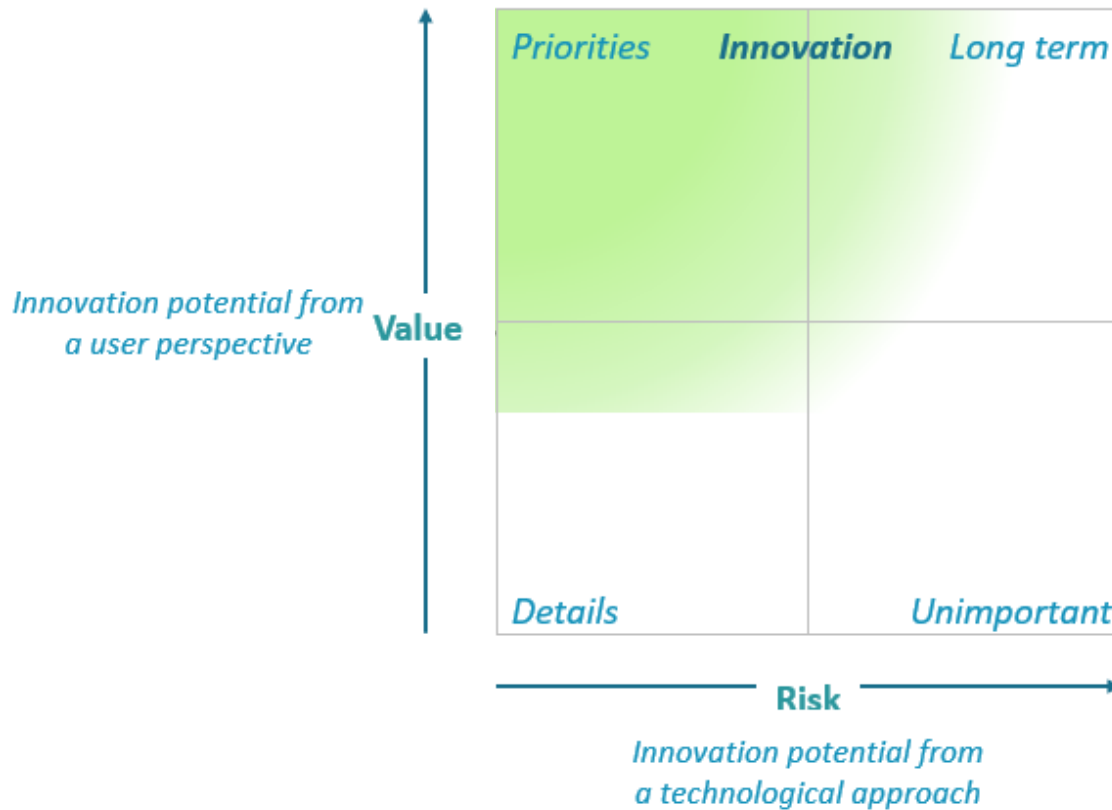 Priorities
Innovation
Long term
Innovation potential from
a user perspective
Value
Details
Unimportant
Risk
Innovation potential from
a technological approach